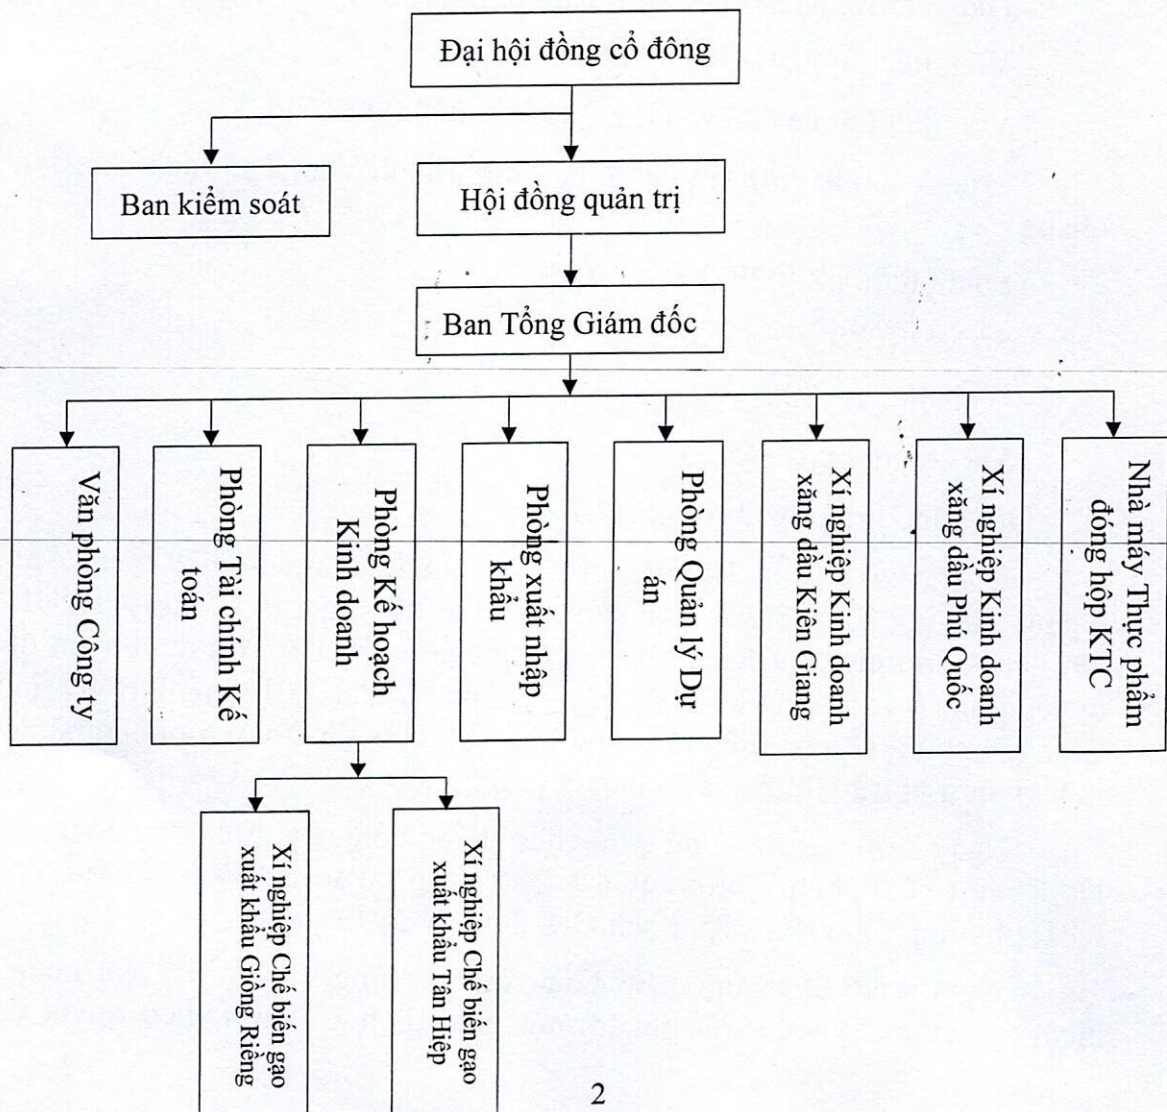 Đại hội đồng cổ đông
Ban kiểm soát
Hội đồng quản trị
Ban Tổng Giám đốc
Văn phòng Công ty
Phòng Tài chính Kế
toán
Phòng Kế hoạch
Kinh doanh
Phòng xuất nhập
khẩu
Phòng Quản lý Dự
án
Xí nghiệp Kinh doanh
xăng dầu Kiên Giang
Xí nghiệp Kinh doanh
xăng dầu Phú Quốc
Nhà máy Thực phẩm
đóng hộp KTC
Xí nghiệp Chế biến gạo
xuất khẩu Giồng Riềng
Xí nghiệp Chế biến gạo
xuất khẩu Tân Hiệp
2